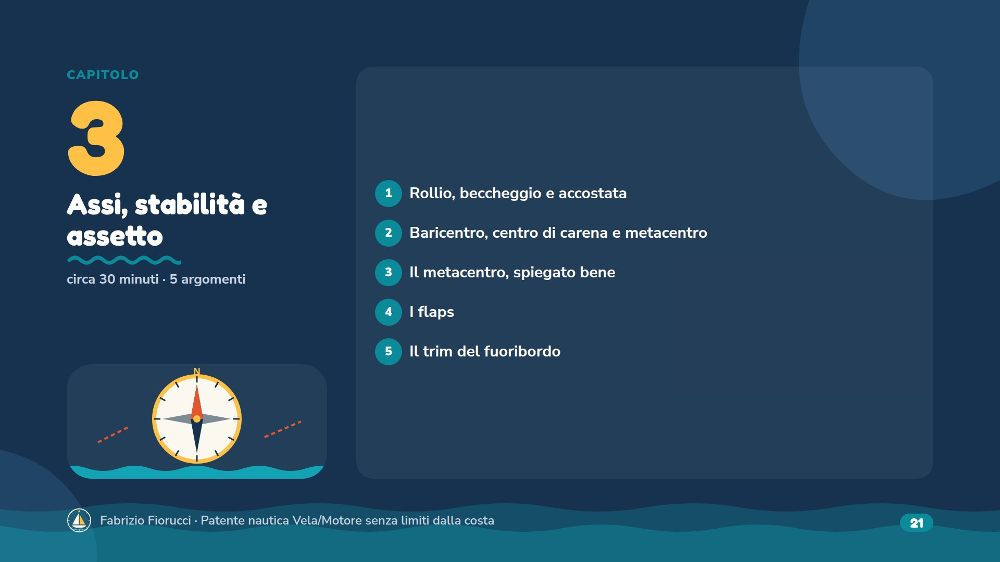 CAPITOLO
3
Assi, stabilità e
assetto
circa 30 minuti · 5 argomenti
N
1 Rollio, beccheggio e accostata
2 Baricentro, centro di carena e metacentro
3 Il metacentro, spiegato bene
4 I flaps
5 Il trim del fuoribordo
Fabrizio Fiorucci · Patente nautica Vela/Motore senza limiti dalla costa
21